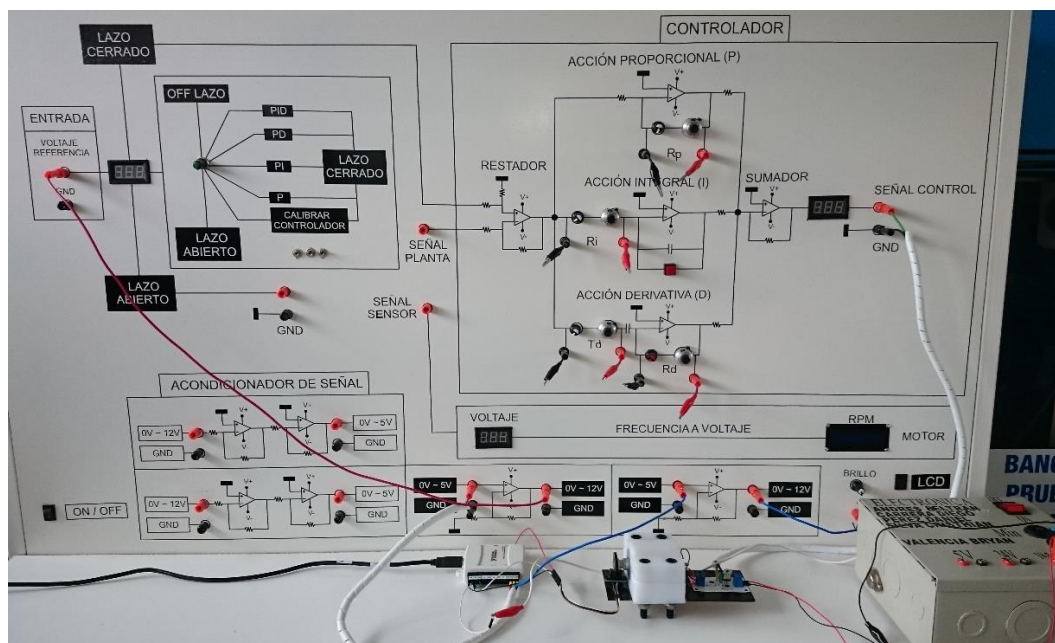 LAZO
CERRADO
CONTROLADOR
ACCIÓN PROPORCIONAL (P)
V+
V-
Rp
OFF LAZO
PID
PD
PI
P
LAZO
CERRADO
CALIBRAR
CONTROLADOR
LAZO
ABIERTO
ENTRADA
VOLTAJE
REFERENCIA
GND
LAZO
ABIERTO
GND
RESTADOR
V+
V-
SEÑAL
PLANTA
SEÑAL
SENSOR
ACCIÓN INTEGRAL (I)
V+
V-
Ri
SUMADOR
V+
V-
SEÑAL CONTROL
GND
ACCIÓN DERIVATIVA (D)
V+
V-
Td
Rd
ACONDICIONADOR DE SEÑAL
0V ~ 12V
GND
V+
V-
0V ~5V
GND
0V ~ 12V
GND
V+
0V ~5V
GND
0V ~ 5V
GND
V+
V-
0V ~ 12V
GND
0V ~ 5V
GND
V+
V-
0V ~ 12V
GND
VOLTAJE
FRECUENCIA A VOLTAJE
RPM
MOTOR
BRILLO
LCD
ON / OFF
VALENCIA BRYAN
5V
24V